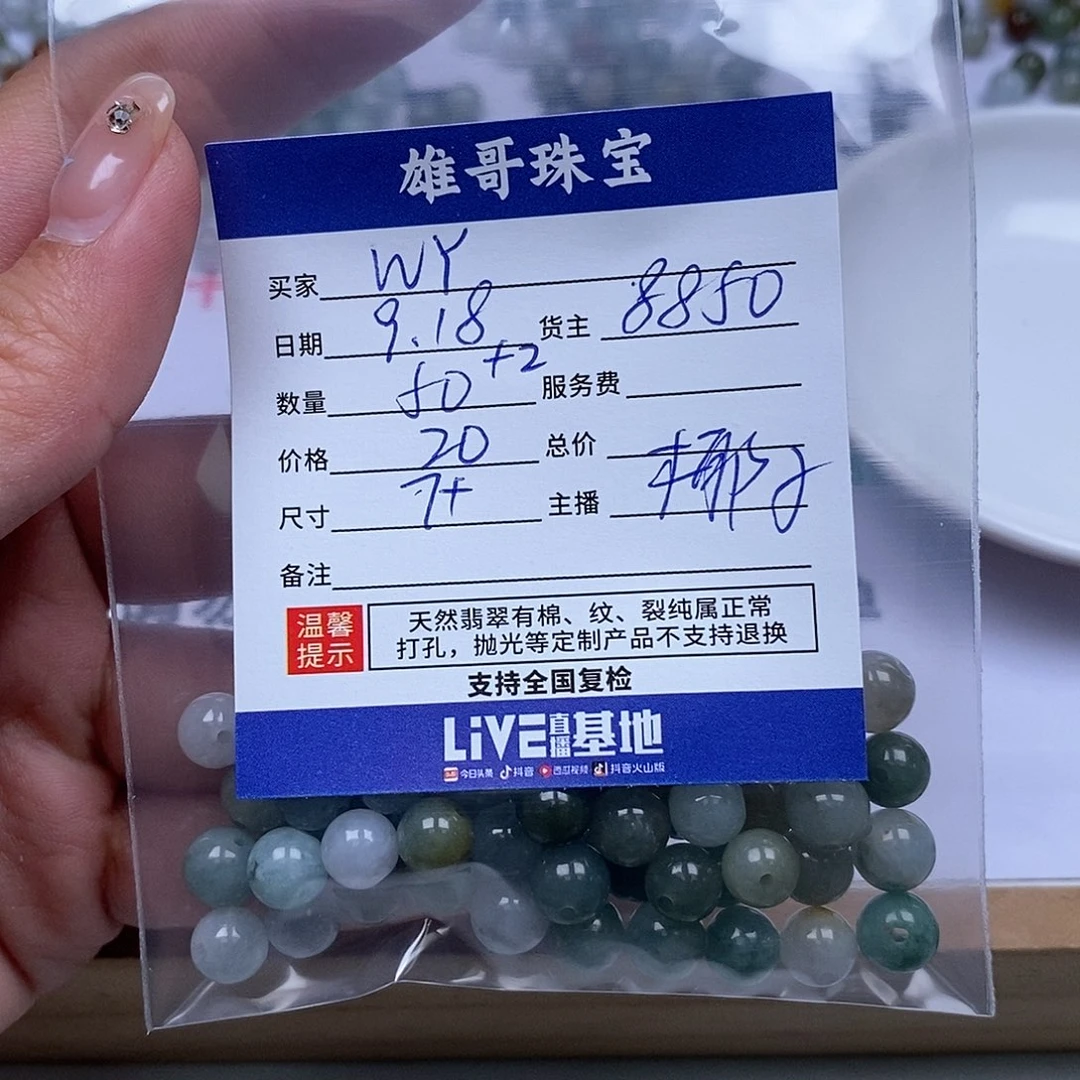 雄哥珠宝
买家 WY
日期 9.18 货主 8850
数量 50+2 服务费
价格 20 总价
尺寸 7+ 主播 椰子
备注
温馨提示
天然翡翠有棉、纹、裂纯属正常
打孔，抛光等定制产品不支持退换
支持全国复检
LiVE直播基地
今日头条 抖音 西瓜视频 抖音火山版